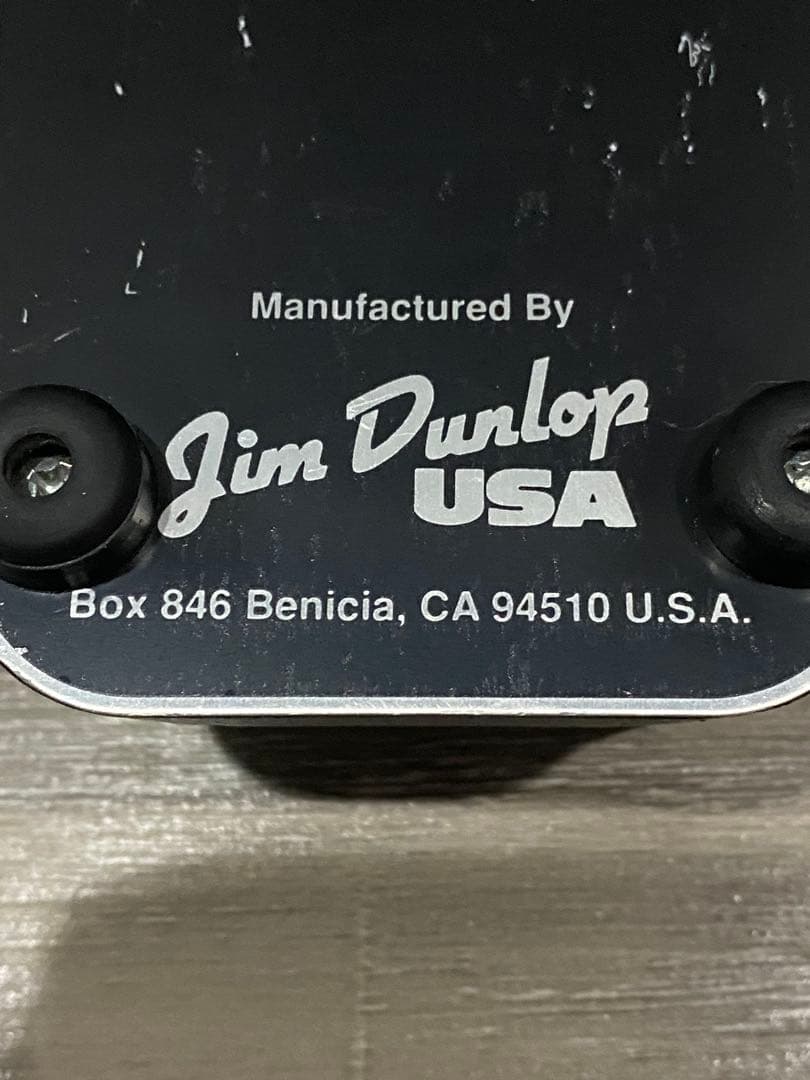 Manufactured By
Jim Dunlop
USA
Box 846 Benicia, CA 94510 U.S.A.